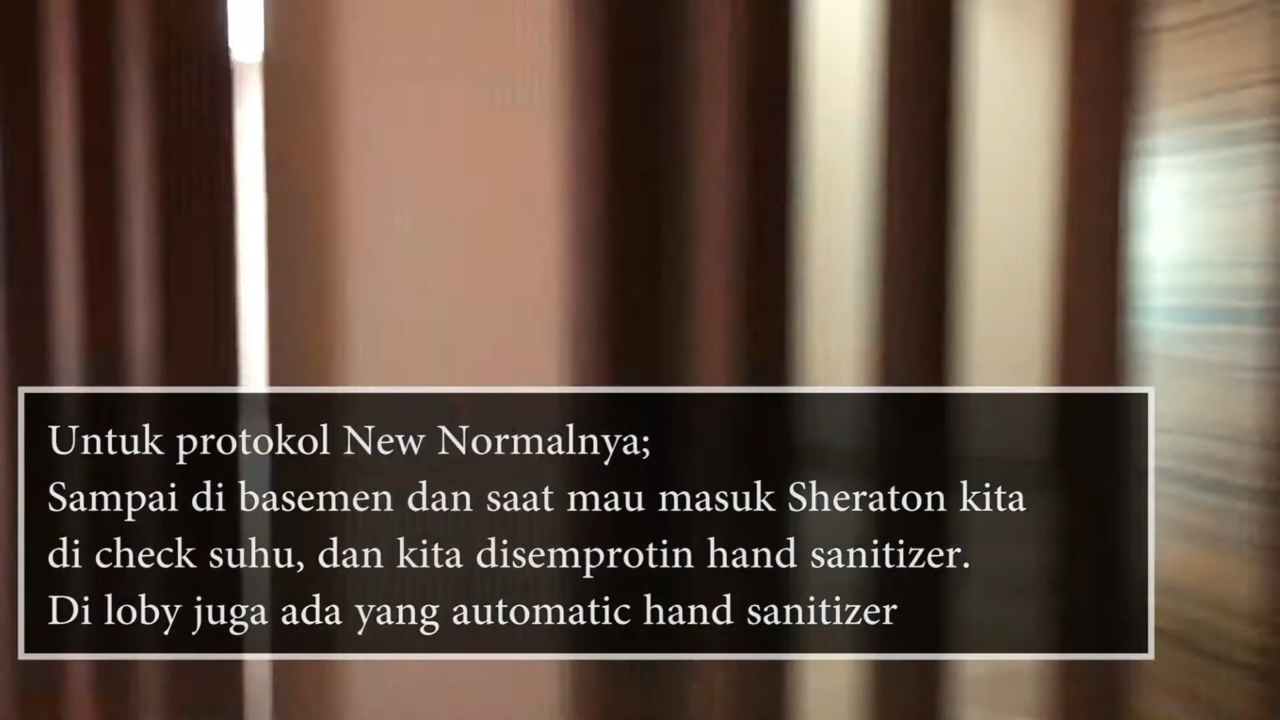 Untuk protokol New Normalnya;
Sampai di basemen dan saat mau masuk Sheraton kita
di check suhu, dan kita disemprotin hand sanitizer.
Di loby juga ada yang automatic hand sanitizer